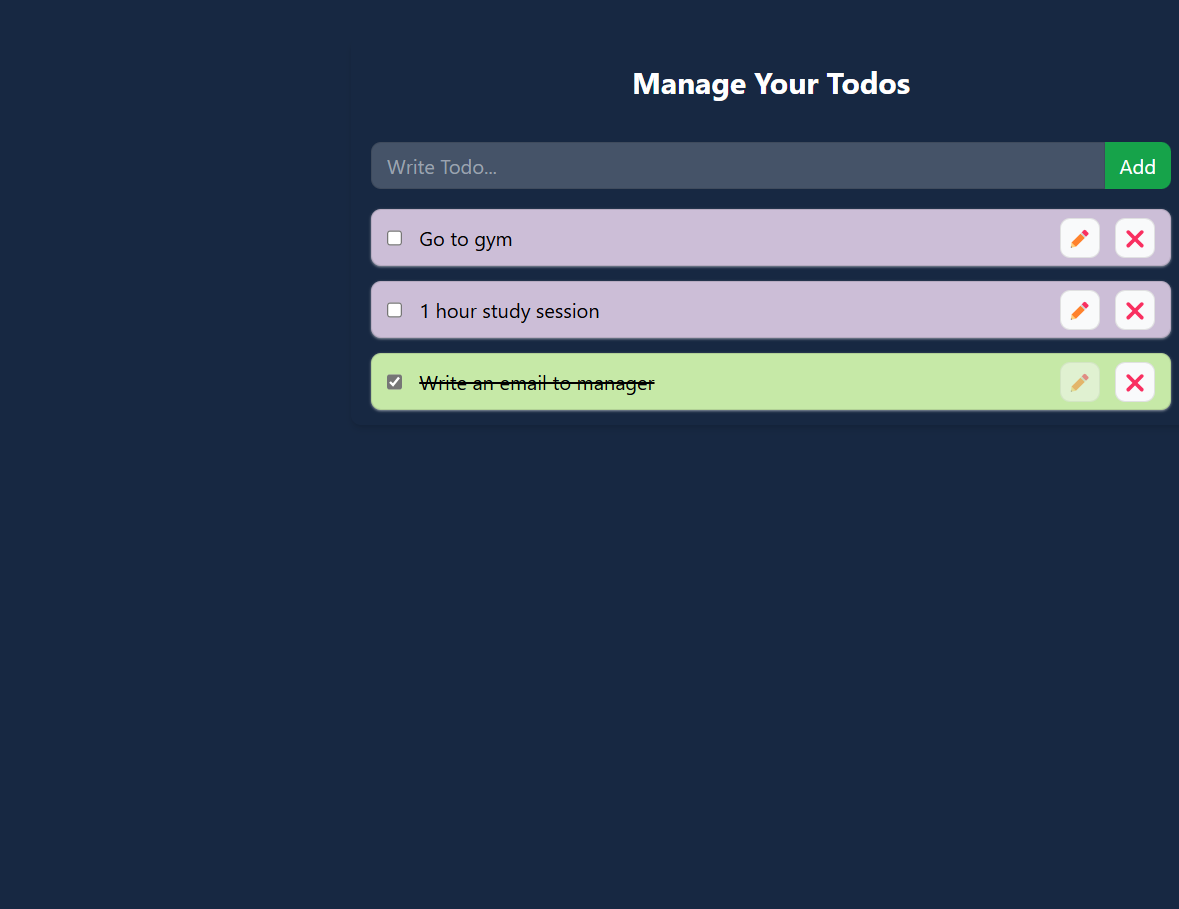 Manage Your Todos
Write Todo...
Add
Go to gym
1 hour study session
Write an email to manager